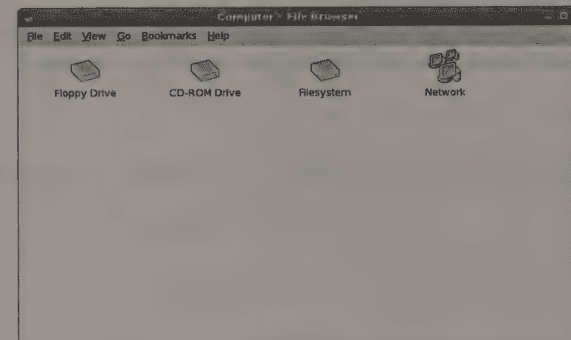 Computer - File Browser
File Edit View Go Bookmarks Help
Floppy Drive CD-ROM Drive Filesystem Network